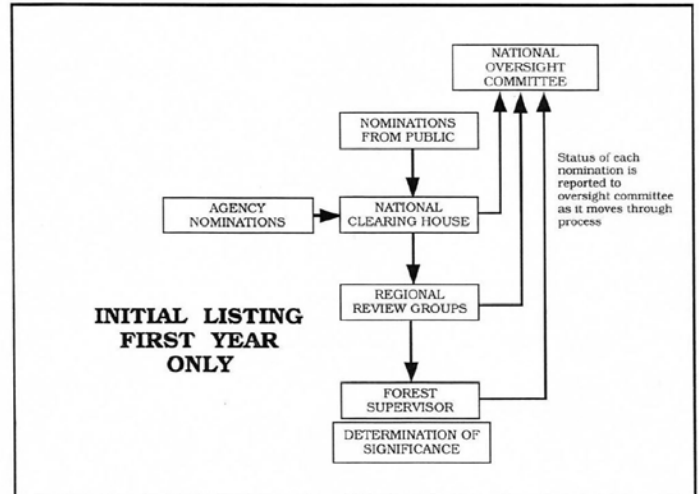 NATIONAL
OVERSIGHT
COMMITTEE
NOMINATIONS
FROM PUBLIC
Status of each
nomination is
reported to
oversight committee
as it moves through
process
AGENCY
NOMINATIONS
NATIONAL
CLEARING HOUSE
REGIONAL
REVIEW GROUPS
INITIAL LISTING
FIRST YEAR
ONLY
FOREST
SUPERVISOR
DETERMINATION OF
SIGNIFICANCE